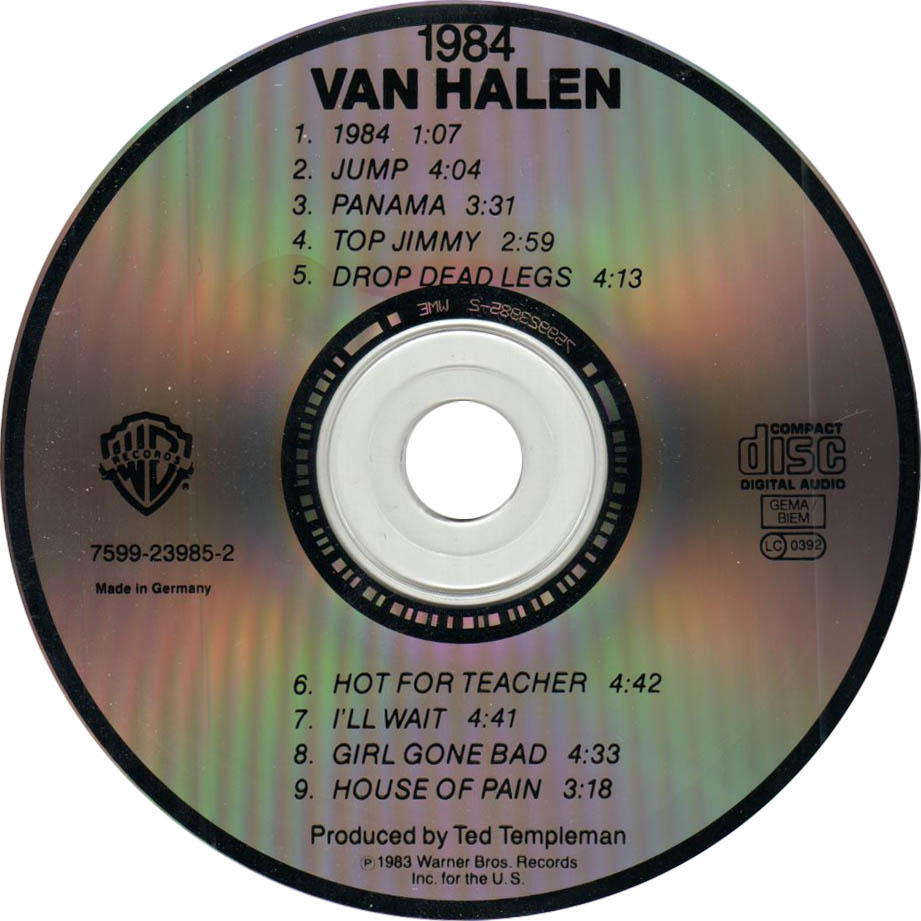 1984
VAN HALEN
1. 1984 1:07
2. JUMP 4:04
3. PANAMA 3:31
4. TOP JIMMY 2:59
5. DROP DEAD LEGS 4:13
759923985-2 WME
WB
RECORDS
7599-23985-2
Made in Germany
COMPACT
disc
DIGITAL AUDIO
GEMA/
BIEM
LC 0392
6. HOT FOR TEACHER 4:42
7. I'LL WAIT 4:41
8. GIRL GONE BAD 4:33
9. HOUSE OF PAIN 3:18
Produced by Ted Templeman
℗ 1983 Warner Bros. Records
Inc. for the U.S.